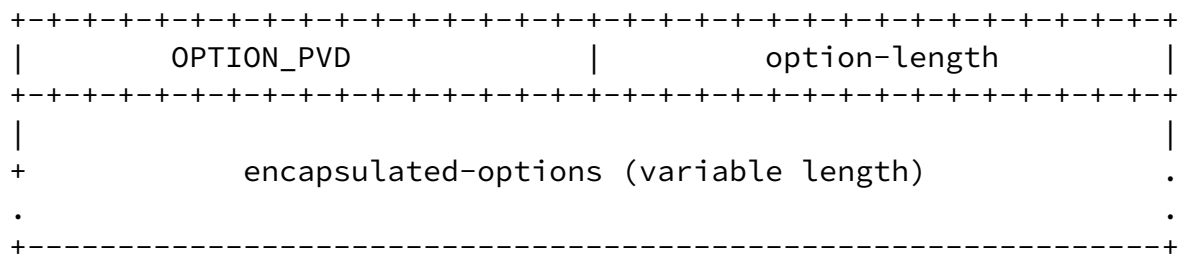 +-+-+-+-+-+-+-+-+-+-+-+-+-+-+-+-+-+-+-+-+-+-+-+-+-+-+-+-+-+-+-+-+
|        OPTION_PVD             |         option-length         |
+-+-+-+-+-+-+-+-+-+-+-+-+-+-+-+-+-+-+-+-+-+-+-+-+-+-+-+-+-+-+-+-+
|                                                               |
+            encapsulated-options (variable length)             .
.                                                               .
+---------------------------------------------------------------+